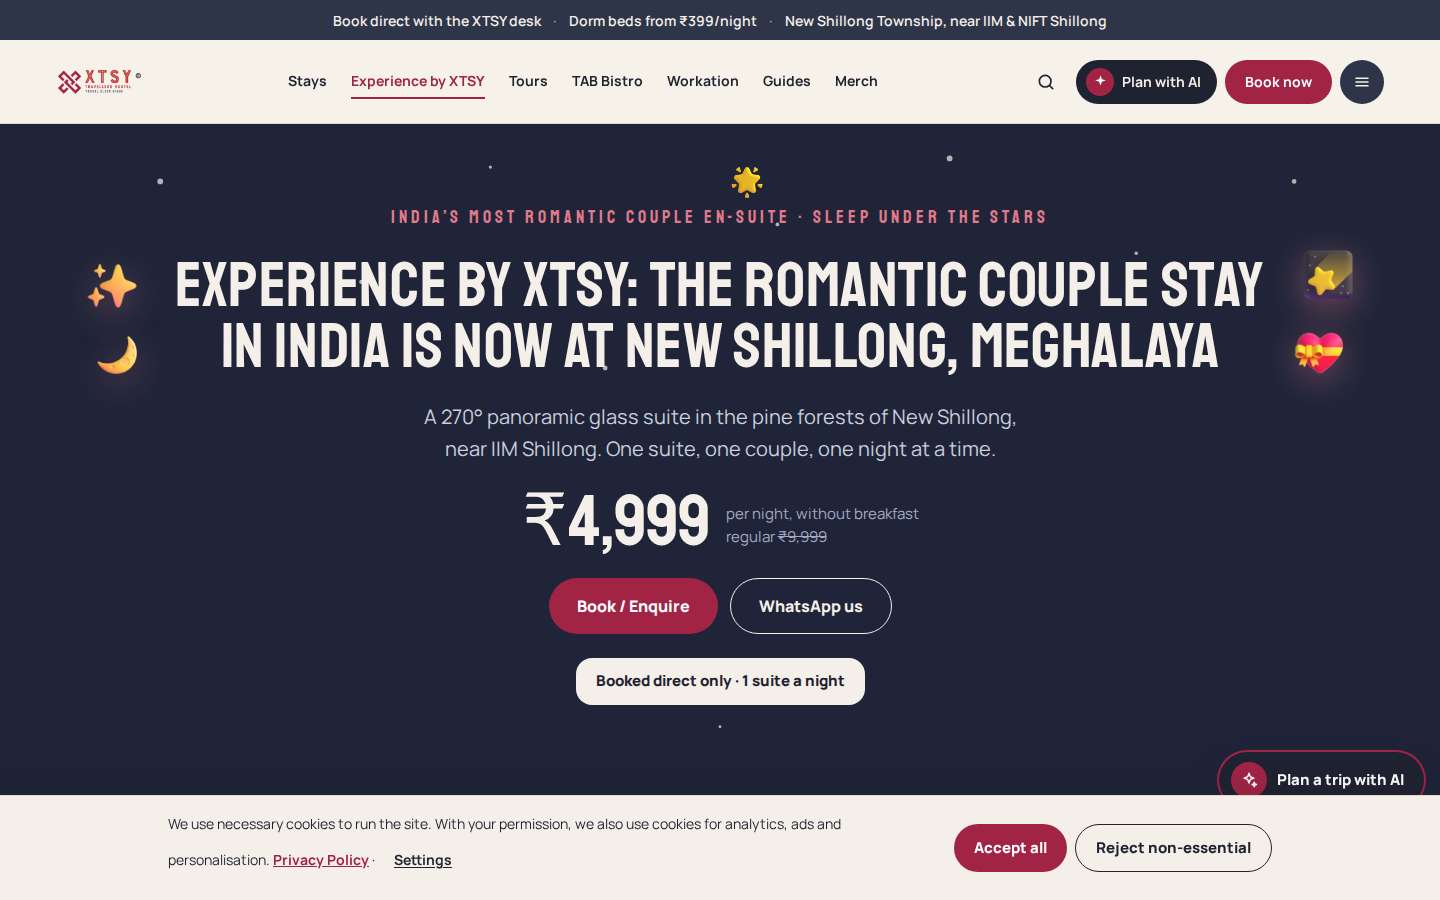 Book direct with the XTSY desk · Dorm beds from ₹399/night · New Shillong Township, near IIM & NIFT Shillong
XTSY
Stays Experience by XTSY Tours TAB Bistro Workation Guides Merch Plan with AI Book now
INDIA'S MOST ROMANTIC COUPLE EN-SUITE · SLEEP UNDER THE STARS
EXPERIENCE BY XTSY: THE ROMANTIC COUPLE STAY
IN INDIA IS NOW AT NEW SHILLONG, MEGHALAYA
A 270° panoramic glass suite in the pine forests of New Shillong,
near IIM Shillong. One suite, one couple, one night at a time.
₹4,999
per night, without breakfast
regular ₹9,999
Book / Enquire WhatsApp us
Booked direct only · 1 suite a night
Plan a trip with AI
We use necessary cookies to run the site. With your permission, we also use cookies for analytics, ads and
personalisation. Privacy Policy · Settings
Accept all Reject non-essential